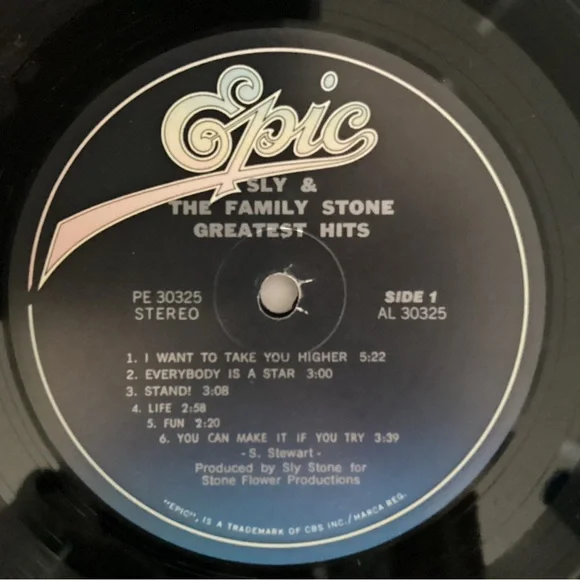 Epic
SLY &
THE FAMILY STONE
GREATEST HITS
PE 30325
STEREO
SIDE 1
AL 30325
1. I WANT TO TAKE YOU HIGHER 5:22
2. EVERYBODY IS A STAR 3:00
3. STAND! 3:08
4. LIFE 2:58
5. FUN 2:20
6. YOU CAN MAKE IT IF YOU TRY 3:39
- S. Stewart -
Produced by Sly Stone for
Stone Flower Productions
"EPIC", IS A TRADEMARK OF CBS INC./MARCA REG.